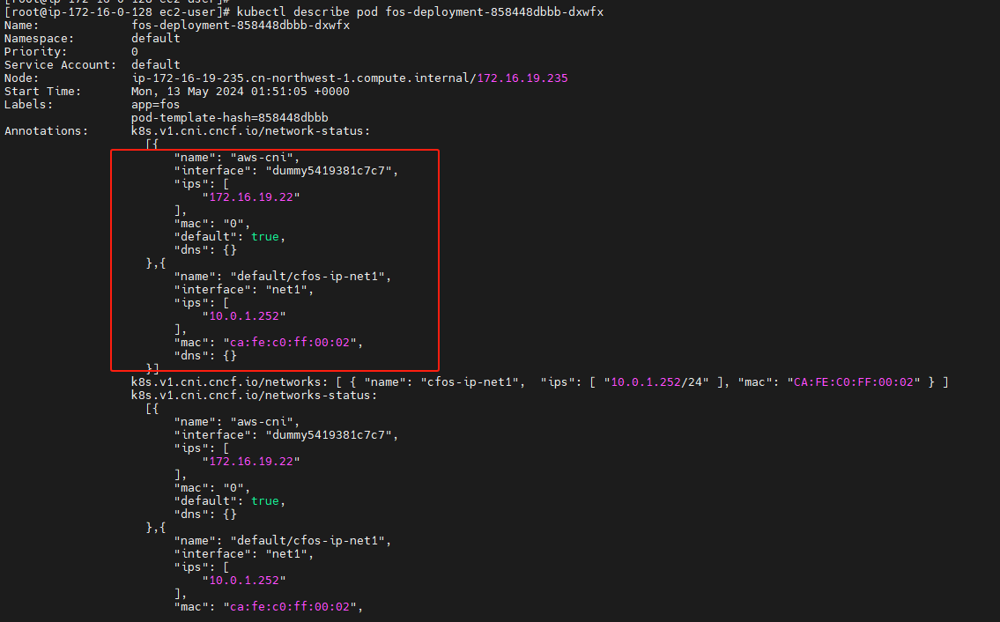 [root@ip-172-16-0-128 ec2-user]#
[root@ip-172-16-0-128 ec2-user]# kubectl describe pod fos-deployment-858448dbbb-dxwfx
Name:             fos-deployment-858448dbbb-dxwfx
Namespace:        default
Priority:         0
Service Account:  default
Node:             ip-172-16-19-235.cn-northwest-1.compute.internal/172.16.19.235
Start Time:       Mon, 13 May 2024 01:51:05 +0000
Labels:           app=fos
                  pod-template-hash=858448dbbb
Annotations:      k8s.v1.cni.cncf.io/network-status:
                    [{
                        "name": "aws-cni",
                        "interface": "dummy5419381c7c7",
                        "ips": [
                            "172.16.19.22"
                        ],
                        "mac": "0",
                        "default": true,
                        "dns": {}
                    },{
                        "name": "default/cfos-ip-net1",
                        "interface": "net1",
                        "ips": [
                            "10.0.1.252"
                        ],
                        "mac": "ca:fe:c0:ff:00:02",
                        "dns": {}
                    }]
                  k8s.v1.cni.cncf.io/networks: [ { "name": "cfos-ip-net1",  "ips": [ "10.0.1.252/24" ], "mac": "CA:FE:C0:FF:00:02" } ]
                  k8s.v1.cni.cncf.io/networks-status:
                    [{
                        "name": "aws-cni",
                        "interface": "dummy5419381c7c7",
                        "ips": [
                            "172.16.19.22"
                        ],
                        "mac": "0",
                        "default": true,
                        "dns": {}
                    },{
                        "name": "default/cfos-ip-net1",
                        "interface": "net1",
                        "ips": [
                            "10.0.1.252"
                        ],
                        "mac": "ca:fe:c0:ff:00:02",